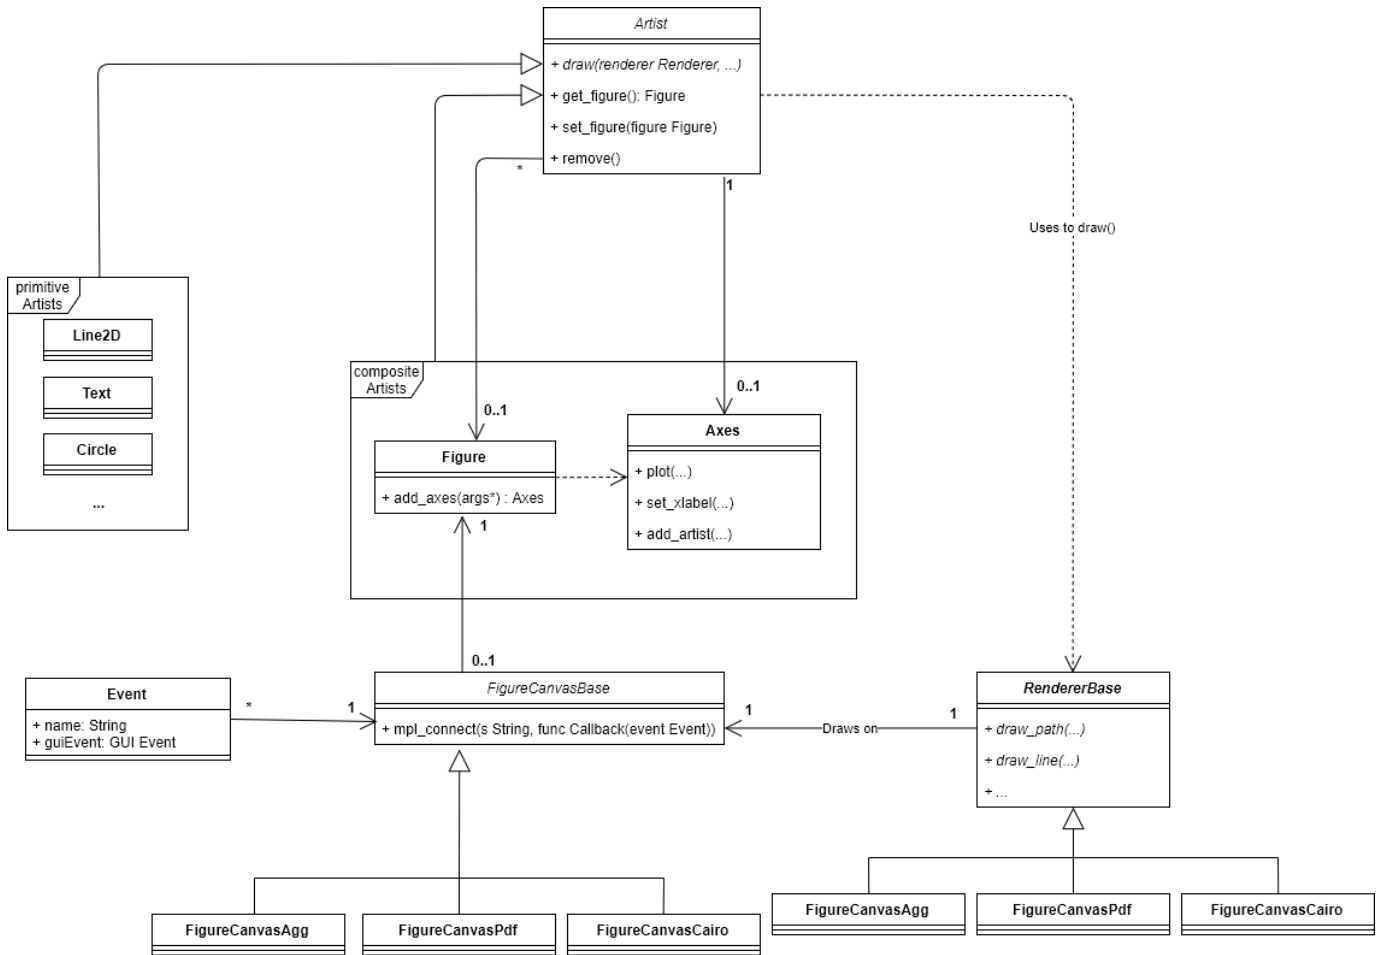 Artist
+ draw(renderer Renderer, ...)
+ get_figure(): Figure
+ set_figure(figure Figure)
+ remove()
*
1
Uses to draw()
primitive
Artists
Line2D
Text
Circle
...
composite
Artists
0..1
0..1
Figure
+ add_axes(args*) : Axes
Axes
+ plot(...)
+ set_xlabel(...)
+ add_artist(...)
1
0..1
Event
+ name: String
+ guiEvent: GUI Event
*
1
FigureCanvasBase
+ mpl_connect(s String, func Callback(event Event))
1
Draws on
1
RendererBase
+ draw_path(...)
+ draw_line(...)
+ ...
FigureCanvasAgg
FigureCanvasPdf
FigureCanvasCairo
FigureCanvasAgg
FigureCanvasPdf
FigureCanvasCairo